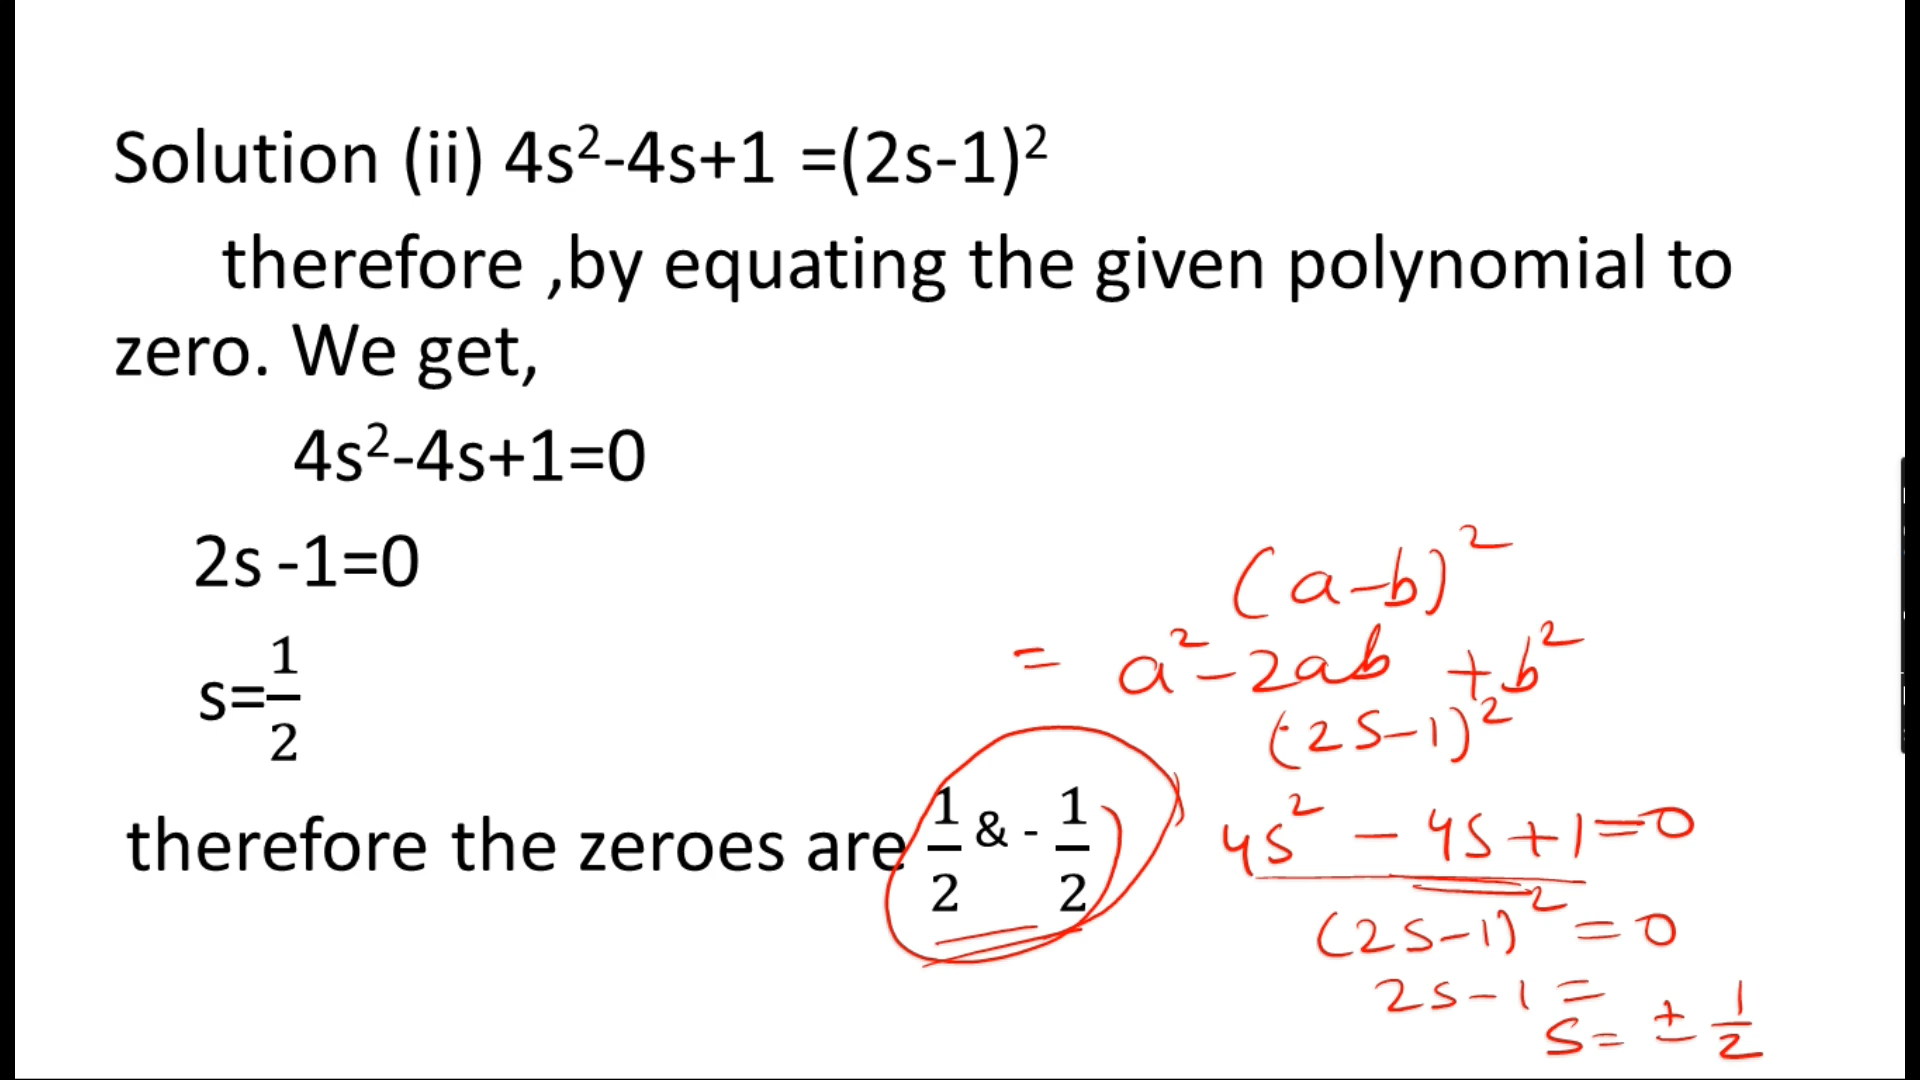 Solution (ii) 4s²-4s+1 =(2s-1)²
therefore ,by equating the given polynomial to
zero. We get,
4s²-4s+1=0
2s -1=0
s=1/2
therefore the zeroes are 1/2 & - 1/2
(a-b)²
= a²-2ab +b²
(2S-1)²
4s² - 4s+1=0
(2s-1)² =0
2s-1=
S= ± 1/2